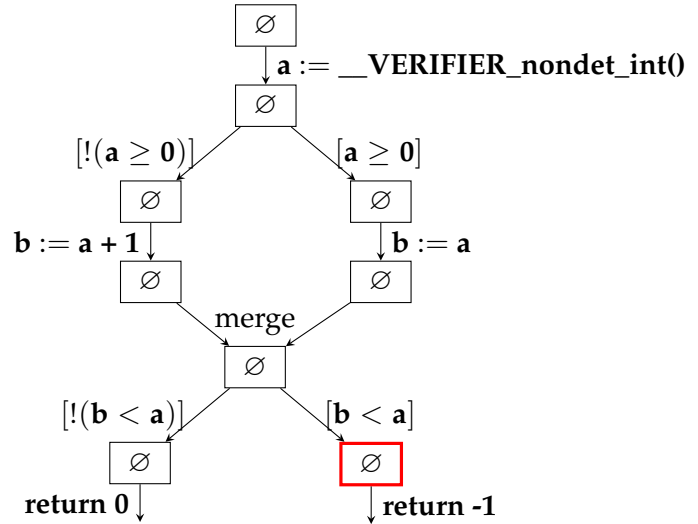 ∅
a := __VERIFIER_nondet_int()
∅
[!(a ≥ 0)] [a ≥ 0]
∅ ∅
b := a + 1 b := a
∅ ∅
merge
∅
[!(b < a)] [b < a]
∅ ∅
return 0 return -1